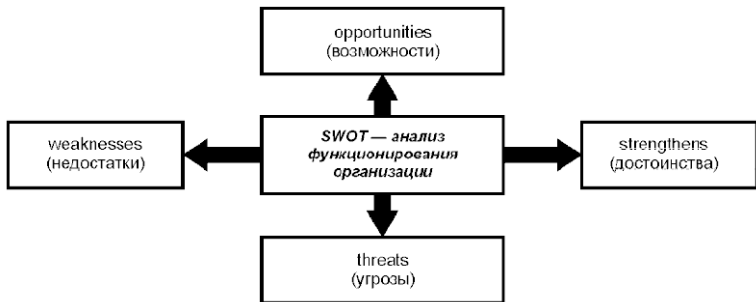 opportunities
(возможности)
weaknesses
(недостатки)
SWOT — анализ
функционирования
организации
strengthens
(достоинства)
threats
(угрозы)